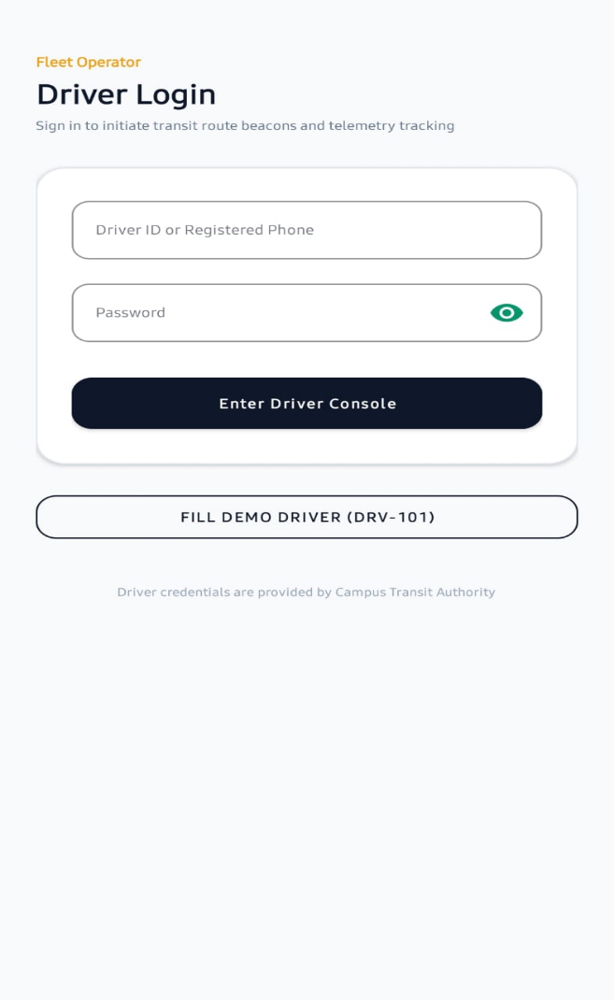 Fleet Operator
Driver Login
Sign in to initiate transit route beacons and telemetry tracking
Driver ID or Registered Phone
Password
Enter Driver Console
FILL DEMO DRIVER (DRV-101)
Driver credentials are provided by Campus Transit Authority